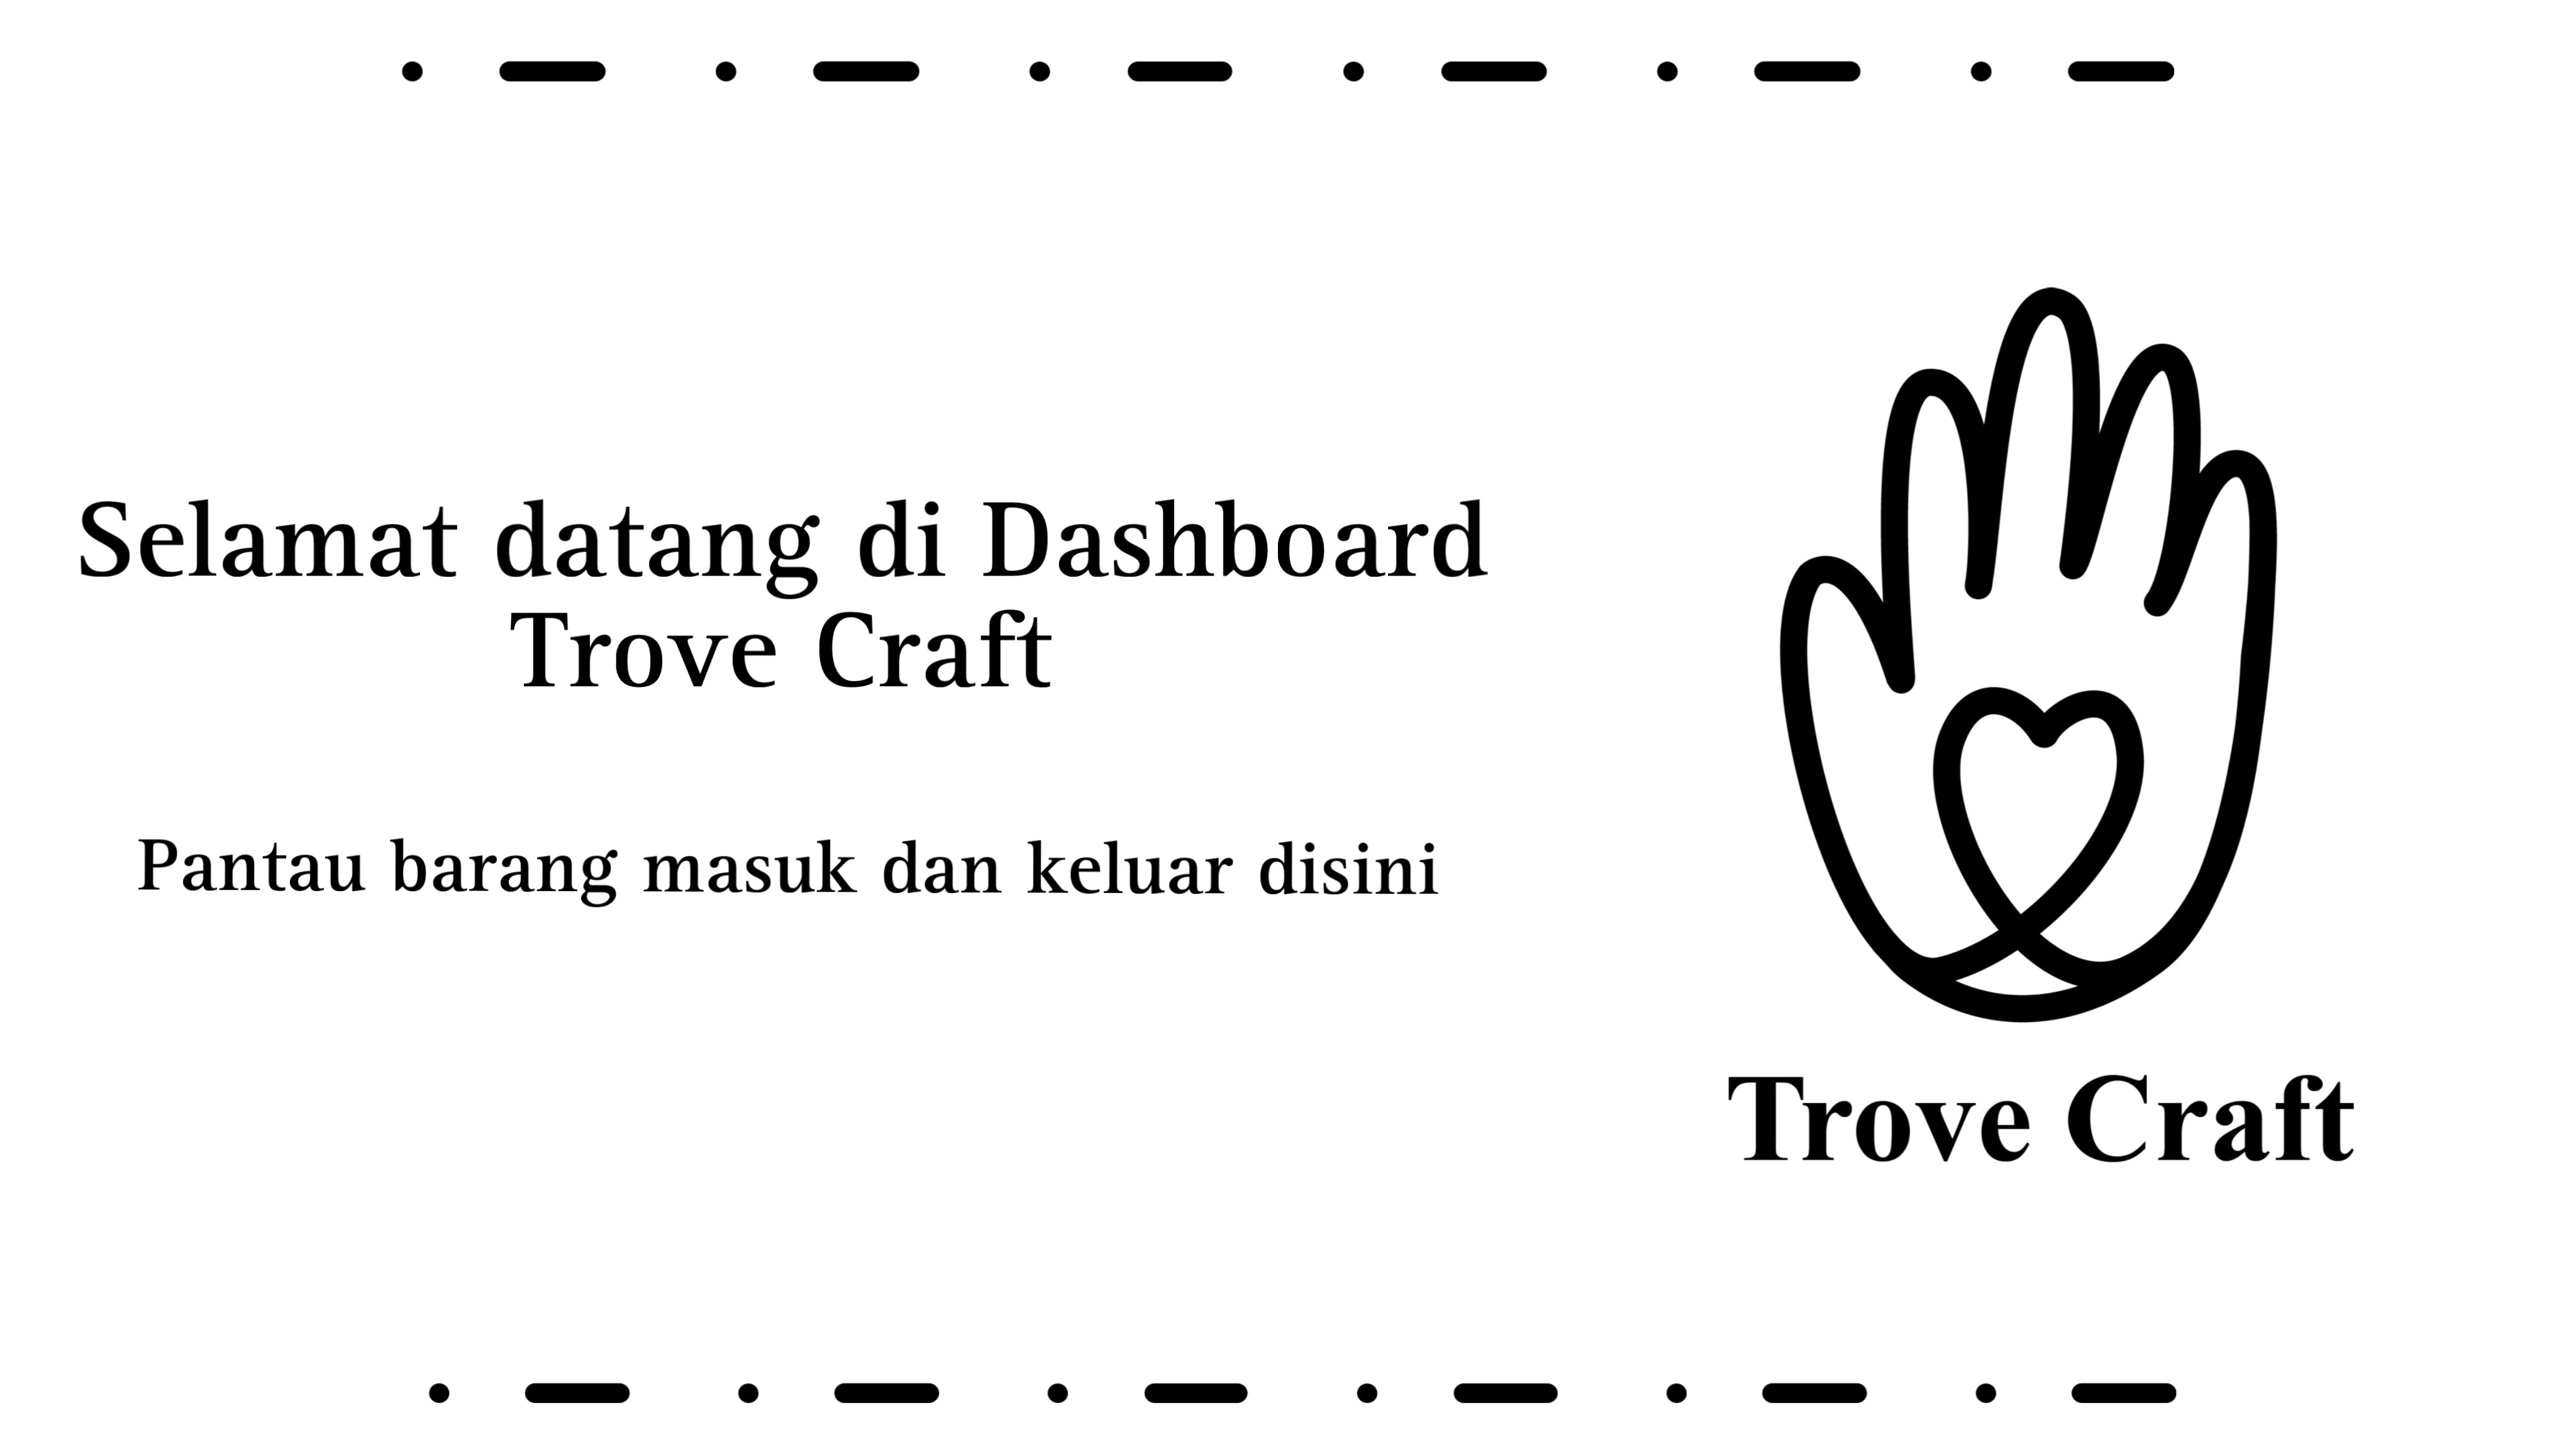 Selamat datang di Dashboard
Trove Craft
Pantau barang masuk dan keluar disini
Trove Craft